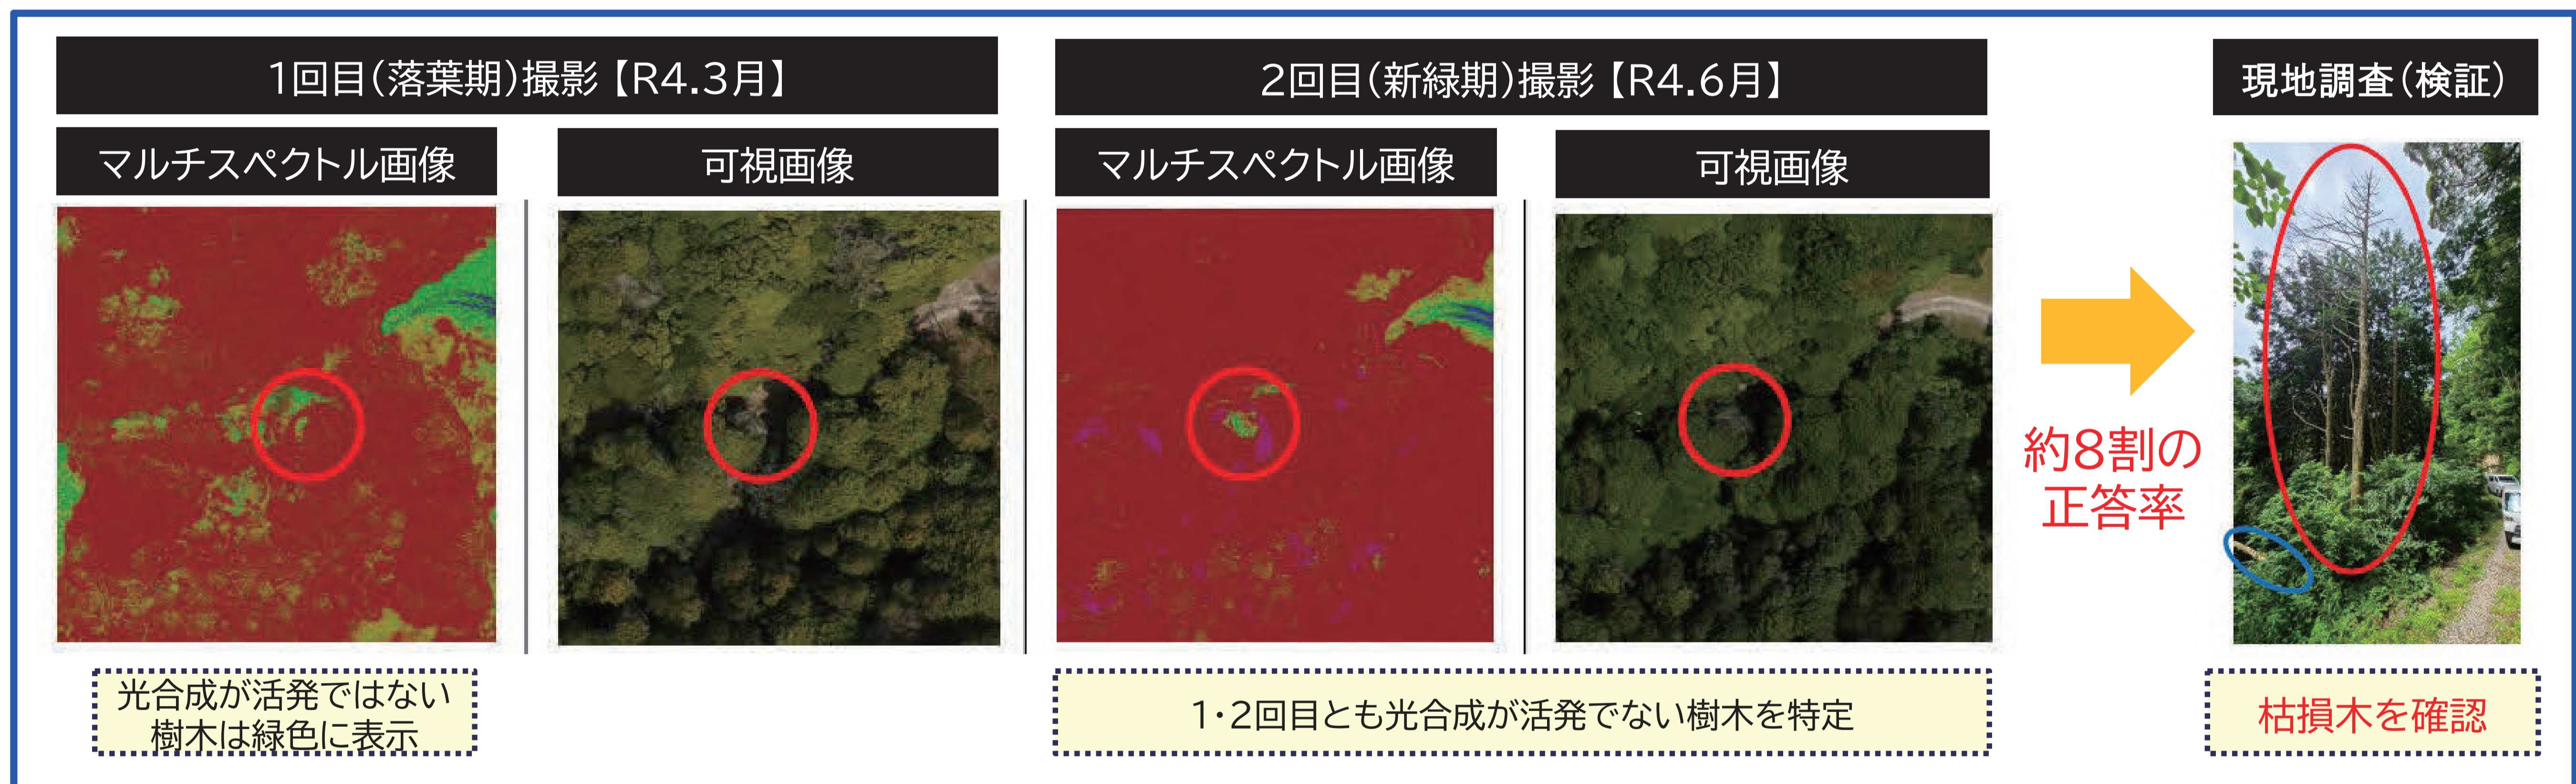 1回目(落葉期)撮影【R4.3月】
マルチスペクトル画像
可視画像
光合成が活発ではない
樹木は緑色に表示
2回目(新緑期)撮影【R4.6月】
マルチスペクトル画像
可視画像
1・2回目とも光合成が活発でない樹木を特定
約8割の
正答率
現地調査(検証)
枯損木を確認